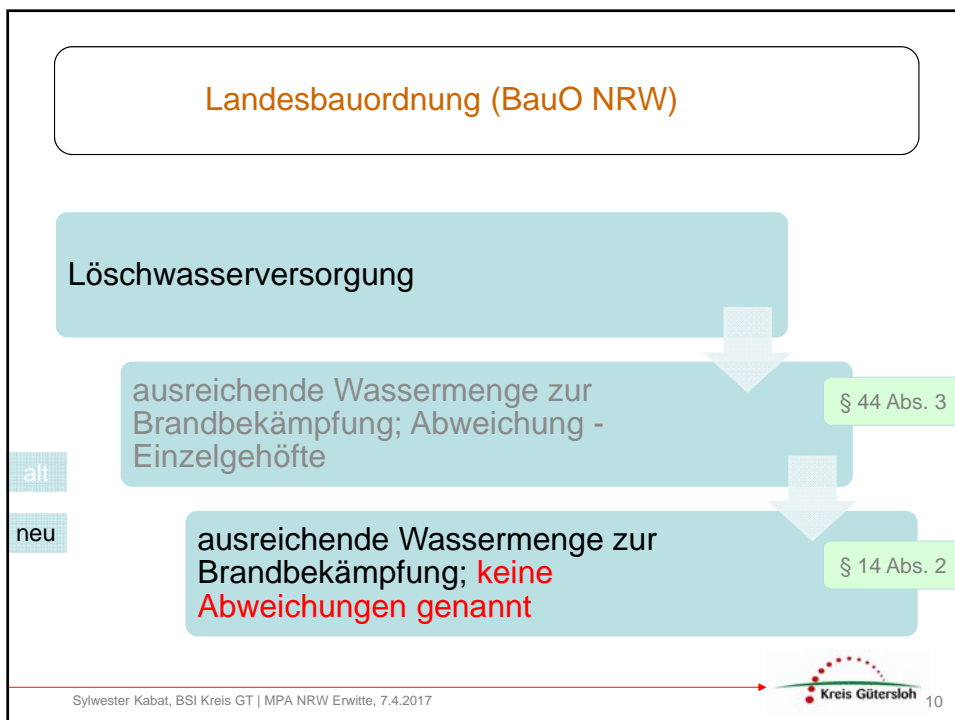 Landesbauordnung (BauO NRW)
Löschwasserversorgung
ausreichende Wassermenge zur
Brandbekämpfung; Abweichung -
Einzelgehöfte
§ 44 Abs. 3
alt
neu
ausreichende Wassermenge zur
Brandbekämpfung; keine
Abweichungen genannt
§ 14 Abs. 2
Sylwester Kabat, BSI Kreis GT | MPA NRW Erwitte, 7.4.2017
Kreis Gütersloh
10